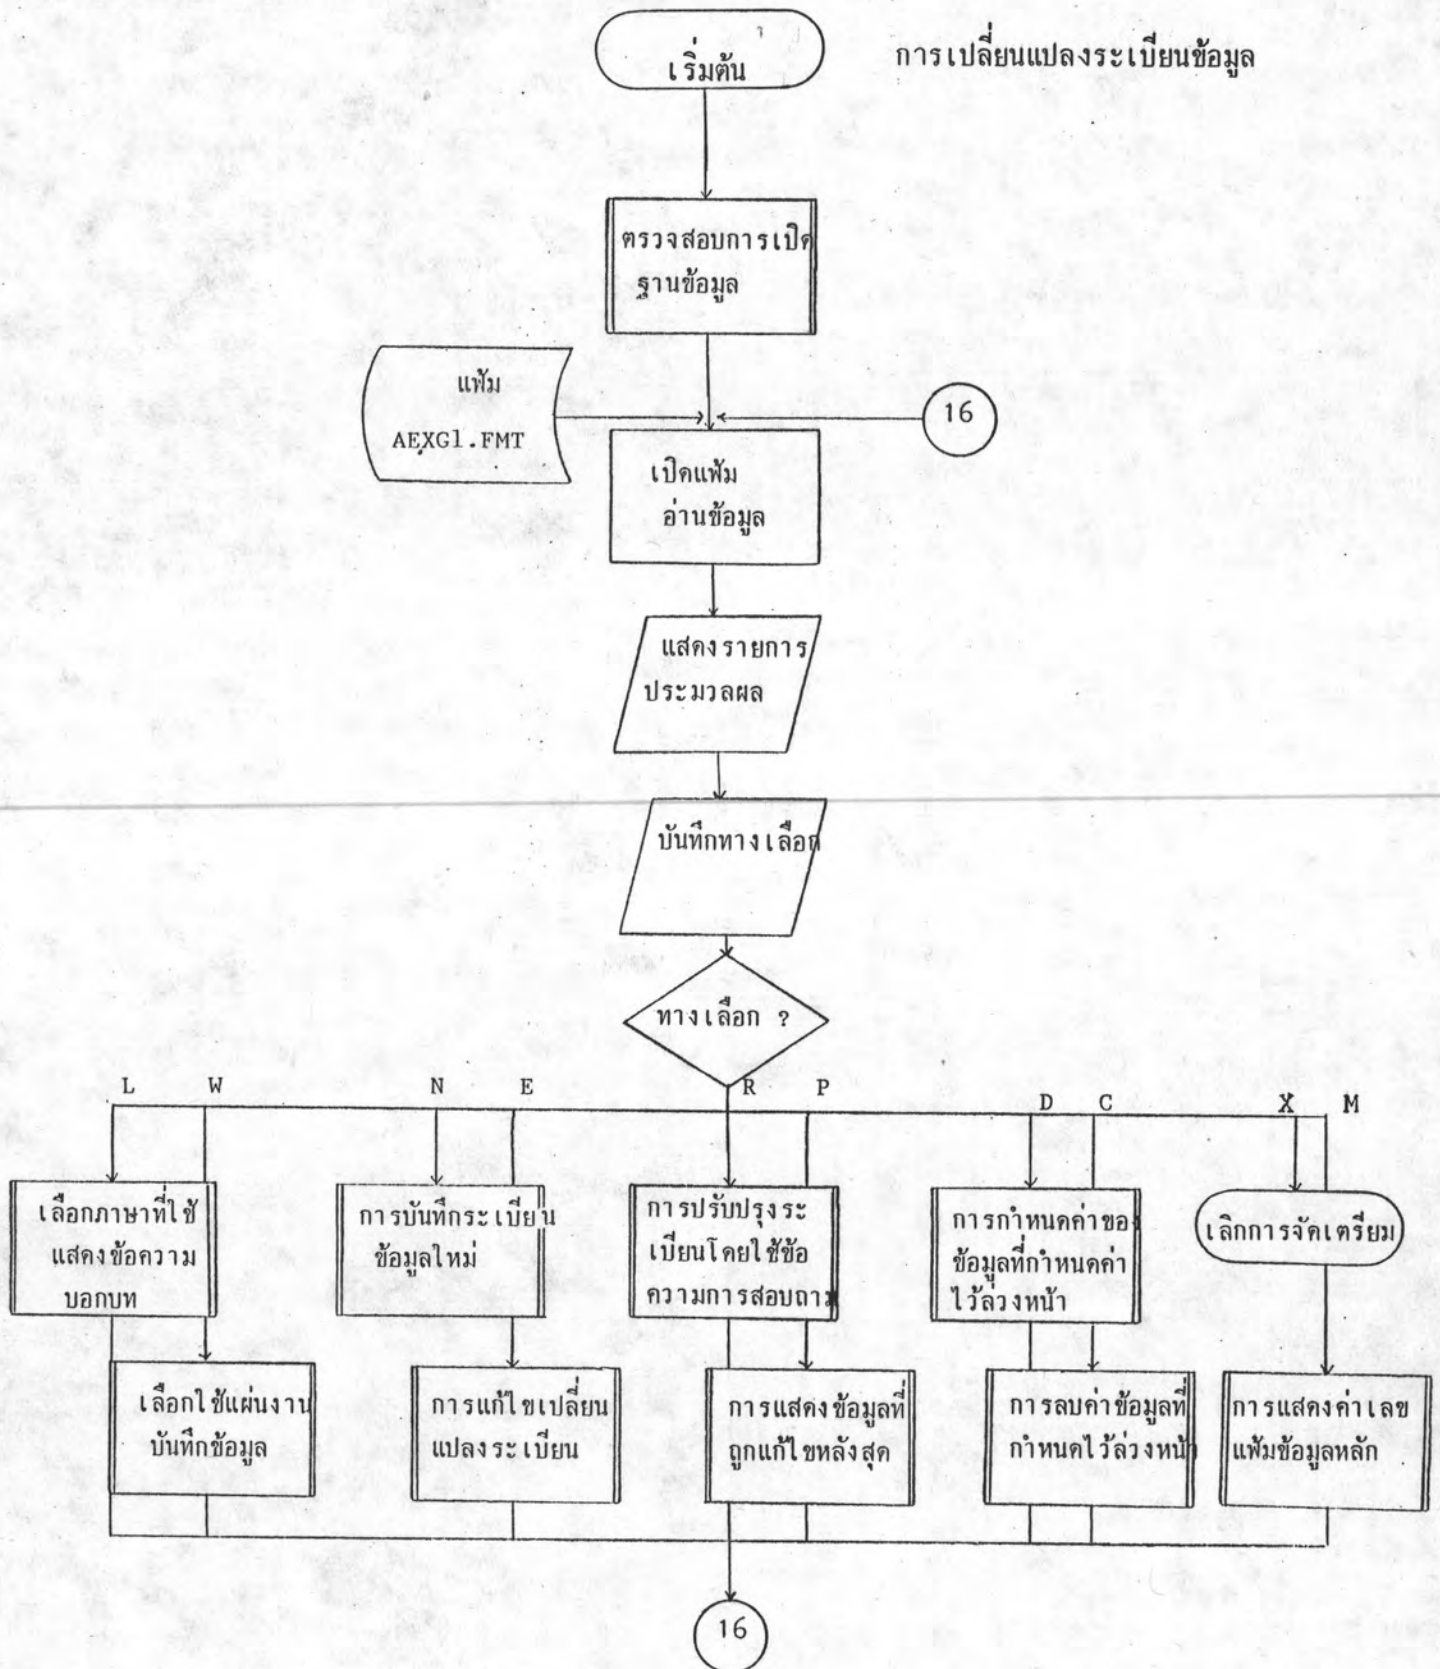 เริ่มต้น
การเปลี่ยนแปลงระเบียนข้อมูล
ตรวจสอบการเปิด
ฐานข้อมูล
แฟ้ม
AEXG1.FMT
16
เปิดแฟ้ม
อ่านข้อมูล
แสดงรายการ
ประมวลผล
บันทึกทางเลือก
ทางเลือก ?
L W N E R P D C X M
เลือกภาษาที่ใช้
แสดงข้อความ
บอกบท
การบันทึกระเบียน
ข้อมูลใหม่
การปรับปรุงระ
เบียนโดยใช้ข้อ
ความการสอบถาม
การกำหนดค่าของ
ข้อมูลที่กำหนดค่า
ไว้ล่วงหน้า
เลิกการจัดเตรียม
เลือกใช้แผ่นงาน
บันทึกข้อมูล
การแก้ไขเปลี่ยน
แปลงระเบียน
การแสดงข้อมูลที่
ถูกแก้ไขหลังสุด
การลบค่าข้อมูลที่
กำหนดไว้ล่วงหน้า
การแสดงค่าเลข
แฟ้มข้อมูลหลัก
16